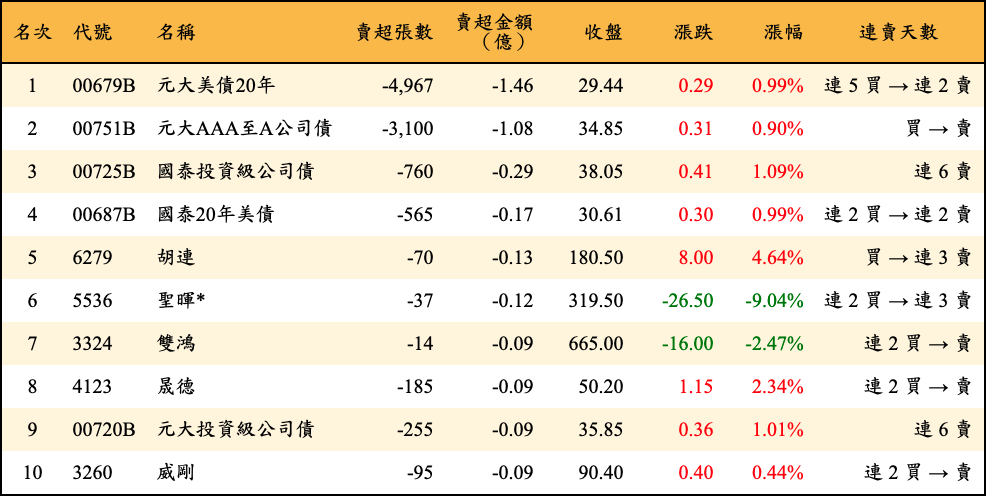 名次 代號 名稱 賣超張數 賣超金額（億） 收盤 漲跌 漲幅 連賣天數
1 00679B 元大美債20年 -4,967 -1.46 29.44 0.29 0.99% 連 5 買 → 連 2 賣
2 00751B 元大AAA至A公司債 -3,100 -1.08 34.85 0.31 0.90% 買 → 賣
3 00725B 國泰投資級公司債 -760 -0.29 38.05 0.41 1.09% 連 6 賣
4 00687B 國泰20年美債 -565 -0.17 30.61 0.30 0.99% 連 2 買 → 連 2 賣
5 6279 胡連 -70 -0.13 180.50 8.00 4.64% 買 → 連 3 賣
6 5536 聖暉* -37 -0.12 319.50 -26.50 -9.04% 連 2 買 → 連 3 賣
7 3324 雙鴻 -14 -0.09 665.00 -16.00 -2.47% 連 2 買 → 賣
8 4123 晟德 -185 -0.09 50.20 1.15 2.34% 連 2 買 → 賣
9 00720B 元大投資級公司債 -255 -0.09 35.85 0.36 1.01% 連 6 賣
10 3260 威剛 -95 -0.09 90.40 0.40 0.44% 連 2 買 → 賣